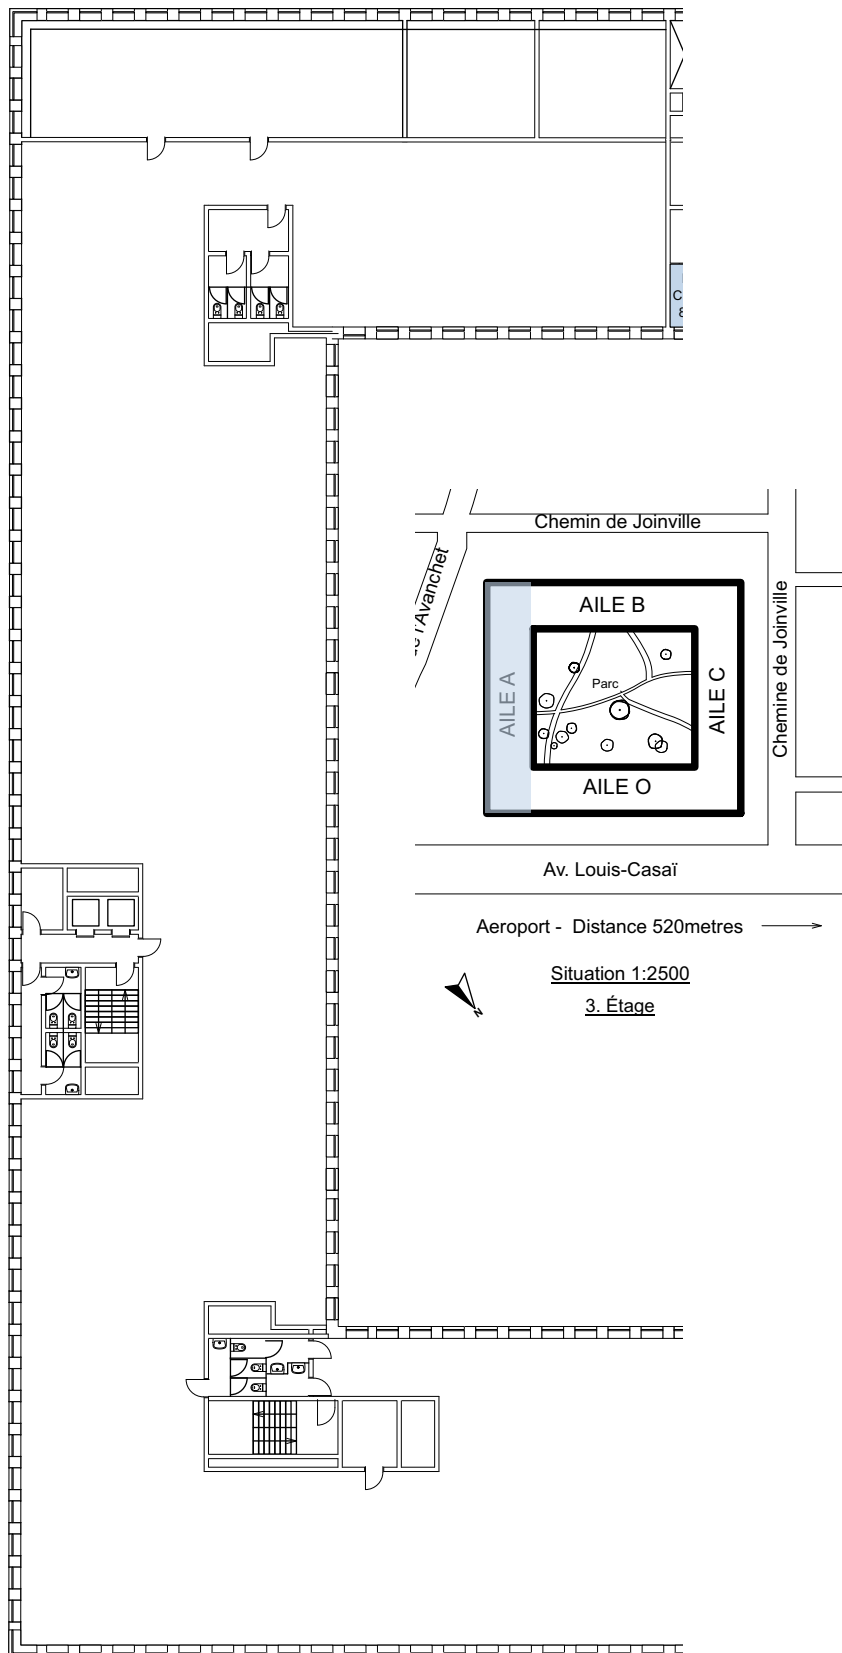 C
8
Chemin de Joinville
l'Avanchet
Chemine de Joinville
AILE B
AILE A
Parc
AILE C
AILE O
Av. Louis-Casaï
Aeroport - Distance 520metres
Situation 1:2500
3. Étage
N